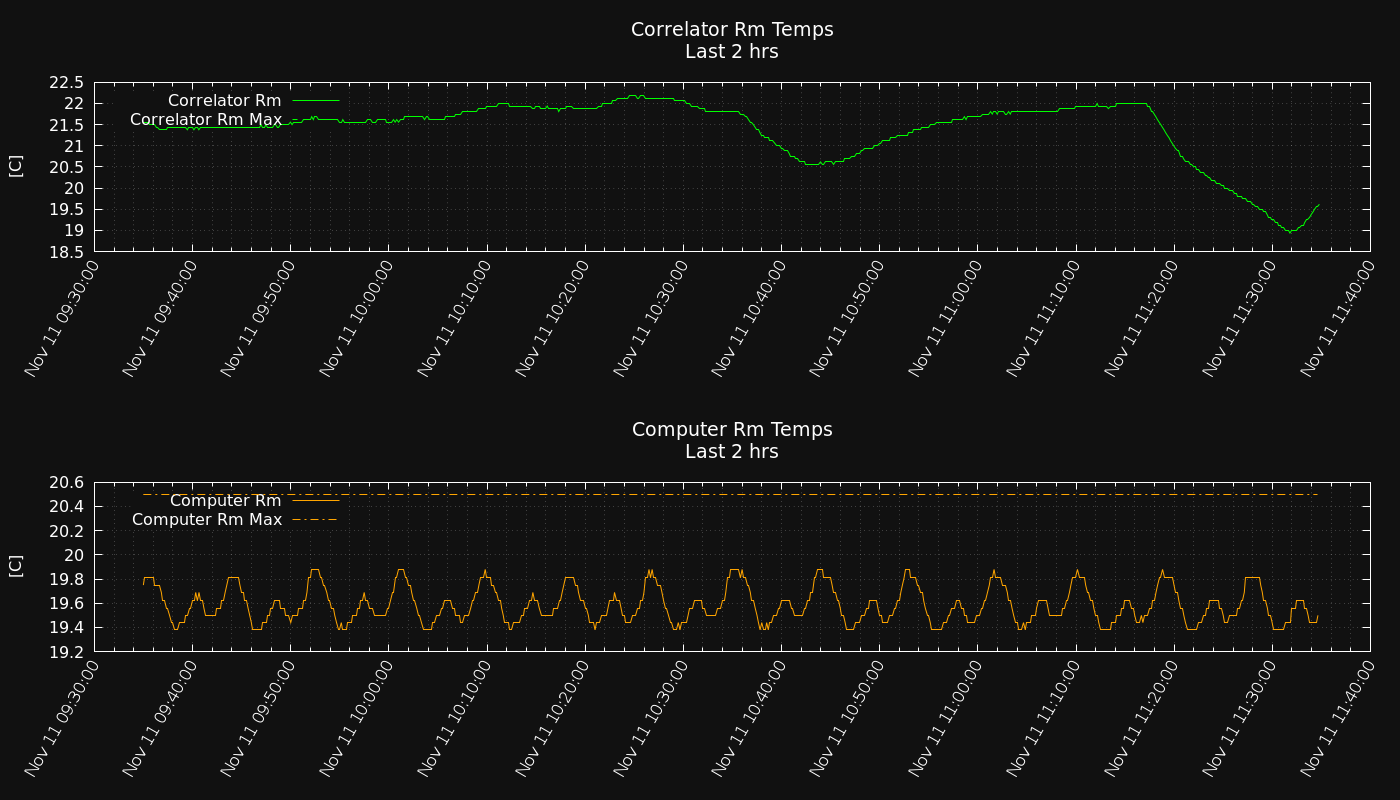 Correlator Rm Temps
Last 2 hrs
22.5
22
21.5
21
20.5
20
19.5
19
18.5
[C]
Correlator Rm
Correlator Rm Max
Nov 11 09:30:00
Nov 11 09:40:00
Nov 11 09:50:00
Nov 11 10:00:00
Nov 11 10:10:00
Nov 11 10:20:00
Nov 11 10:30:00
Nov 11 10:40:00
Nov 11 10:50:00
Nov 11 11:00:00
Nov 11 11:10:00
Nov 11 11:20:00
Nov 11 11:30:00
Nov 11 11:40:00
Computer Rm Temps
Last 2 hrs
20.6
20.4
20.2
20
19.8
19.6
19.4
19.2
[C]
Computer Rm
Computer Rm Max
Nov 11 09:30:00
Nov 11 09:40:00
Nov 11 09:50:00
Nov 11 10:00:00
Nov 11 10:10:00
Nov 11 10:20:00
Nov 11 10:30:00
Nov 11 10:40:00
Nov 11 10:50:00
Nov 11 11:00:00
Nov 11 11:10:00
Nov 11 11:20:00
Nov 11 11:30:00
Nov 11 11:40:00